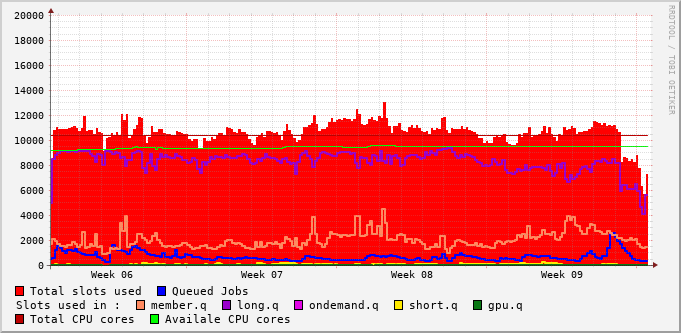 20000
18000
16000
14000
12000
10000
8000
6000
4000
2000
0
Week 06 Week 07 Week 08 Week 09
RRDTOOL / TOBI OETIKER
Total slots used Queued Jobs
Slots used in : member.q long.q ondemand.q short.q gpu.q
Total CPU cores Availale CPU cores